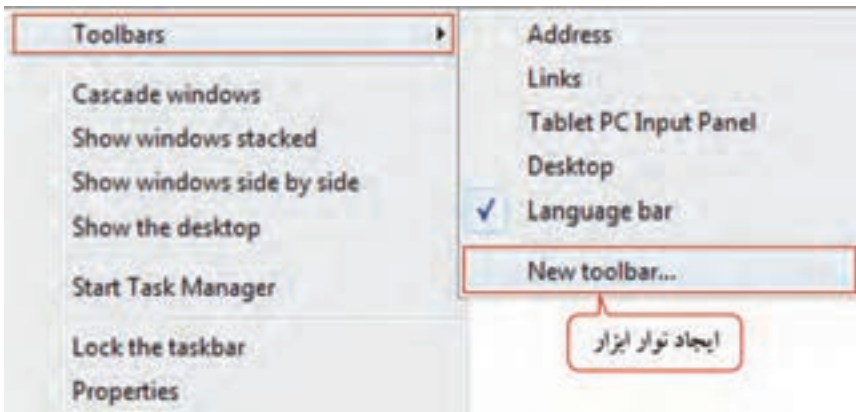 Toolbars
Cascade windows
Show windows stacked
Show windows side by side
Show the desktop
Start Task Manager
Lock the taskbar
Properties
Address
Links
Tablet PC Input Panel
Desktop
Language bar
New toolbar...
ایجاد نوار ابزار